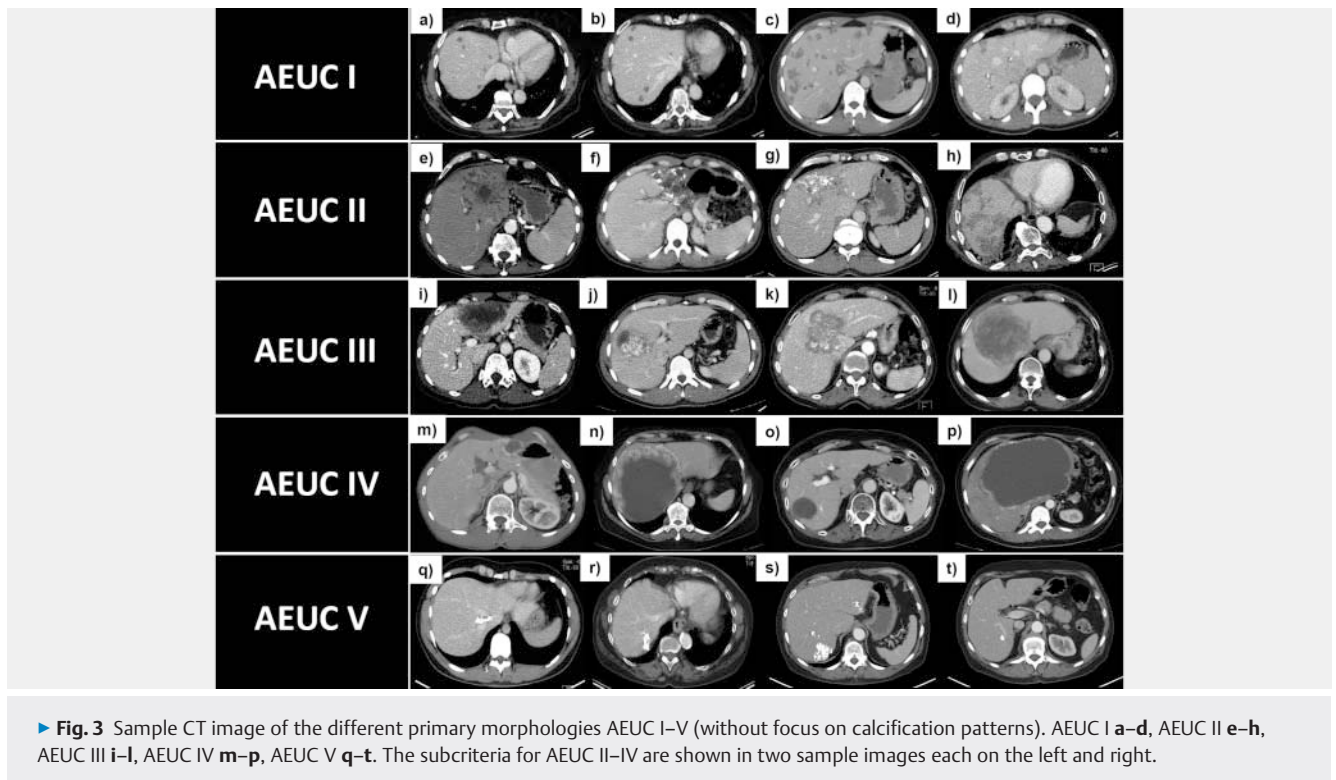 AEUC I
a)
b)
c)
d)
AEUC II
e)
f)
g)
h)
AEUC III
i)
j)
k)
l)
AEUC IV
m)
n)
o)
p)
AEUC V
q)
r)
s)
t)
▶ Fig. 3 Sample CT image of the different primary morphologies AEUC I–V (without focus on calcification patterns). AEUC I a–d, AEUC II e–h,
AEUC III i–l, AEUC IV m–p, AEUC V q–t. The subcriteria for AEUC II–IV are shown in two sample images each on the left and right.